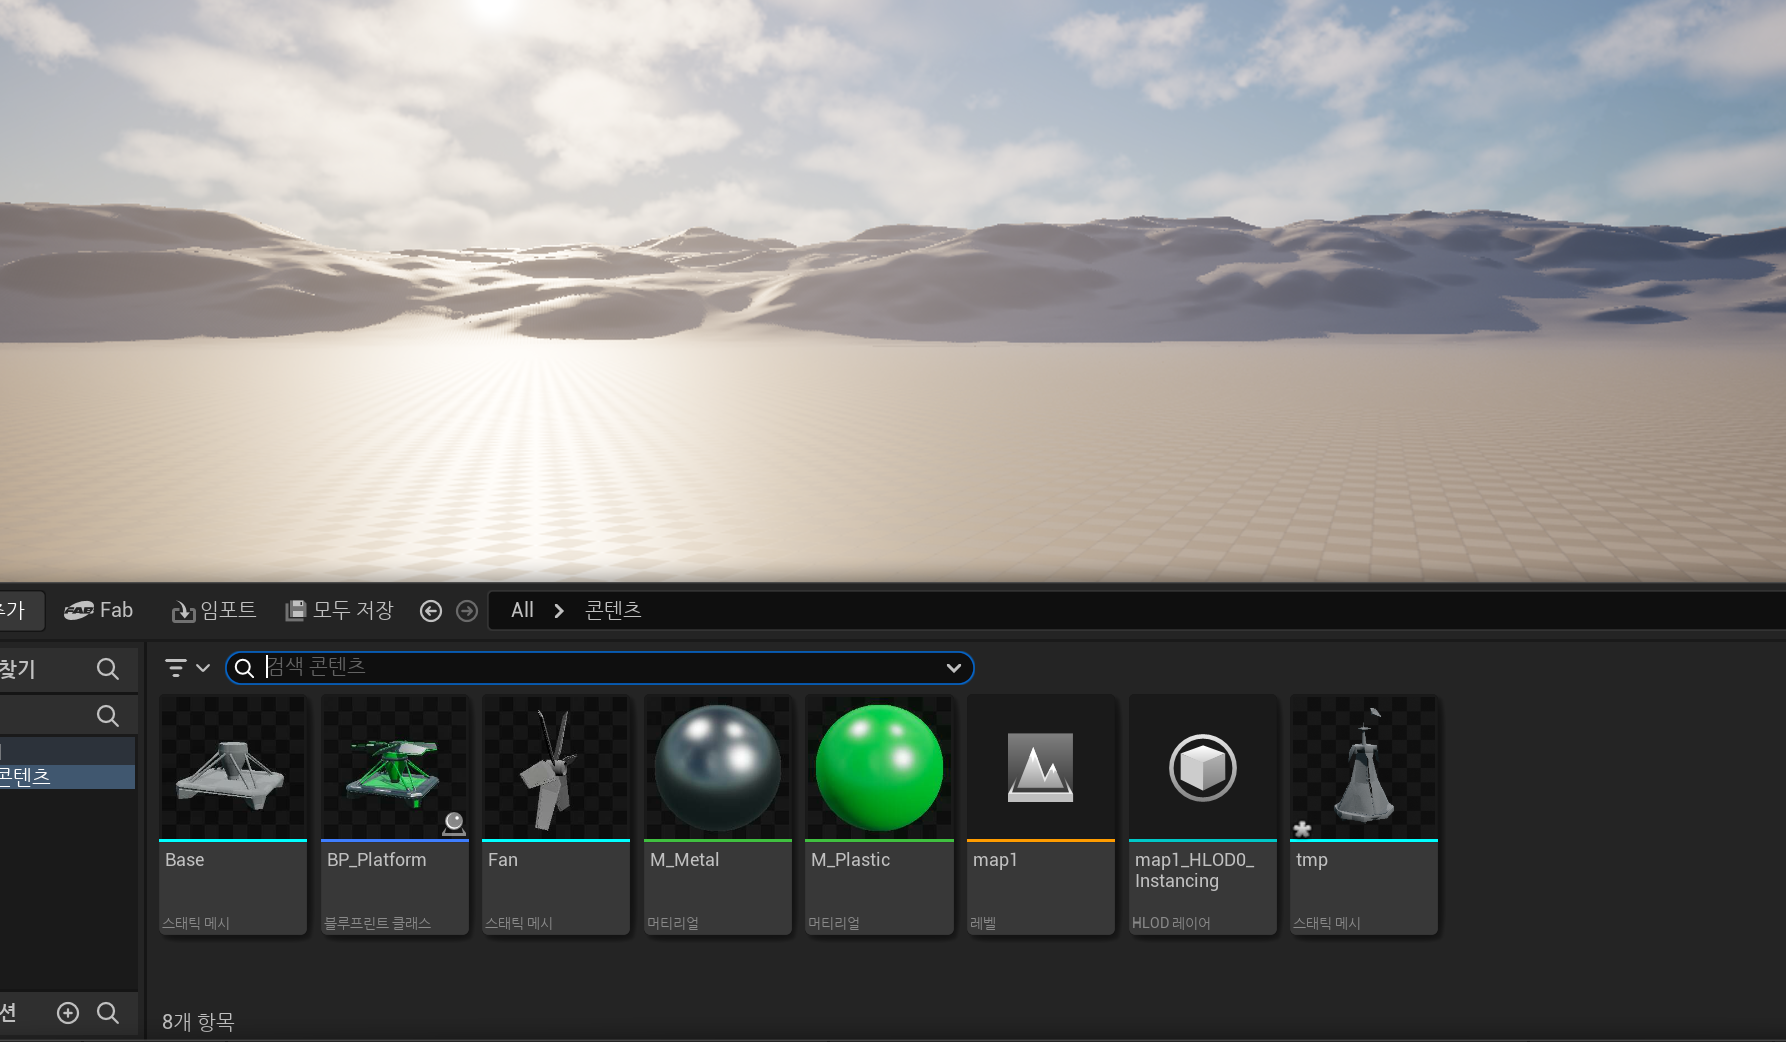 추가
Fab
임포트
모두 저장
All
콘텐츠
찾기
검색 콘텐츠
콘텐츠
Base
스태틱 메시
BP_Platform
블루프린트 클래스
Fan
스태틱 메시
M_Metal
머티리얼
M_Plastic
머티리얼
map1
레벨
map1_HLOD0_
Instancing
HLOD 레이어
tmp
스태틱 메시
션
8개 항목